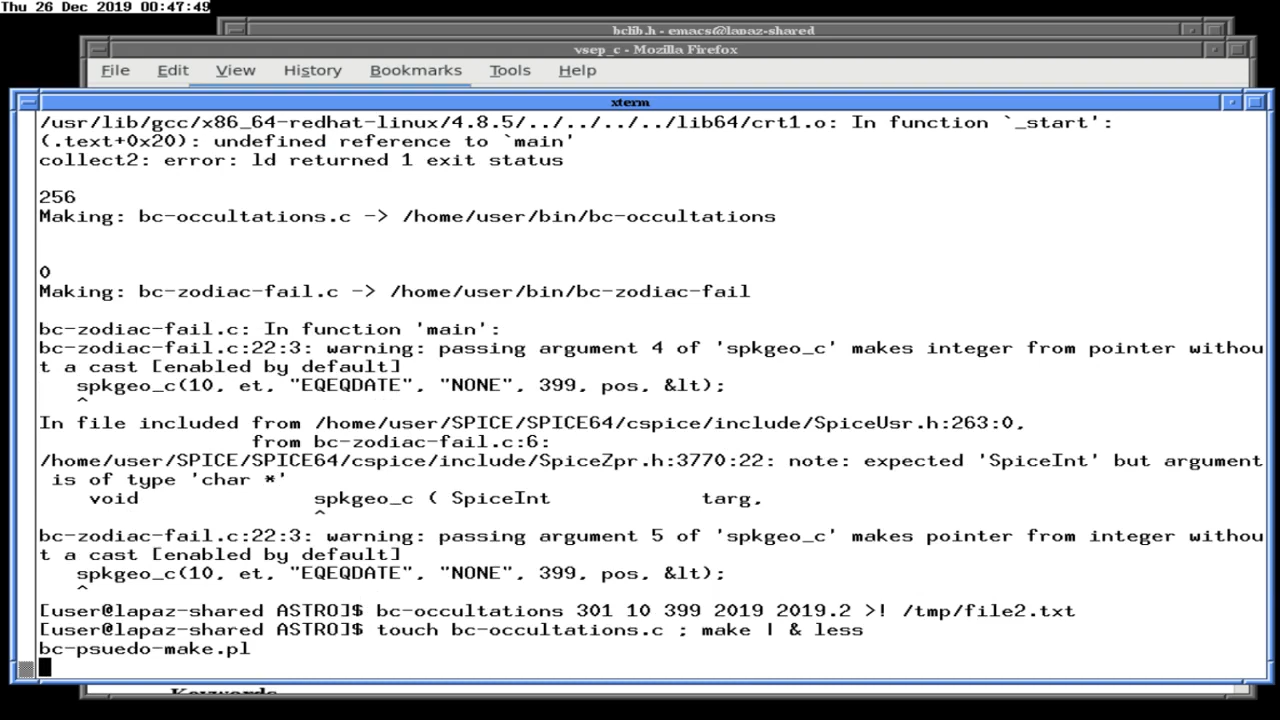 Thu 26 Dec 2019 00:47:49
bclib.h - emacs@lapaz-shared
vsep_c - Mozilla Firefox
File Edit View History Bookmarks Tools Help
xterm
/usr/lib/gcc/x86_64-redhat-linux/4.8.5/../../../../lib64/crt1.o: In function `_start':
(.text+0x20): undefined reference to `main'
collect2: error: ld returned 1 exit status
256
Making: bc-occultations.c -> /home/user/bin/bc-occultations
0
Making: bc-zodiac-fail.c -> /home/user/bin/bc-zodiac-fail
bc-zodiac-fail.c: In function 'main':
bc-zodiac-fail.c:22:3: warning: passing argument 4 of 'spkgeo_c' makes integer from pointer withou
t a cast [enabled by default]
spkgeo_c(10, et, "EQEQDATE", "NONE", 399, pos, &lt);
^
In file included from /home/user/SPICE/SPICE64/cspice/include/SpiceUsr.h:263:0,
from bc-zodiac-fail.c:6:
/home/user/SPICE/SPICE64/cspice/include/SpiceZpr.h:3770:22: note: expected 'SpiceInt' but argument
is of type 'char *'
void spkgeo_c ( SpiceInt targ,
^
bc-zodiac-fail.c:22:3: warning: passing argument 5 of 'spkgeo_c' makes pointer from integer withou
t a cast [enabled by default]
spkgeo_c(10, et, "EQEQDATE", "NONE", 399, pos, &lt);
^
[user@lapaz-shared ASTRO]$ bc-occultations 301 10 399 2019 2019.2 >! /tmp/file2.txt
[user@lapaz-shared ASTRO]$ touch bc-occultations.c ; make | & less
bc-psuedo-make.pl
Keywords